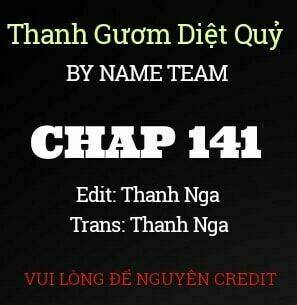 Thanh Gươm Diệt Quỷ
BY NAME TEAM
CHAP 141
Edit: Thanh Nga
Trans: Thanh Nga
VUI LÒNG ĐỂ NGUYÊN CREDIT